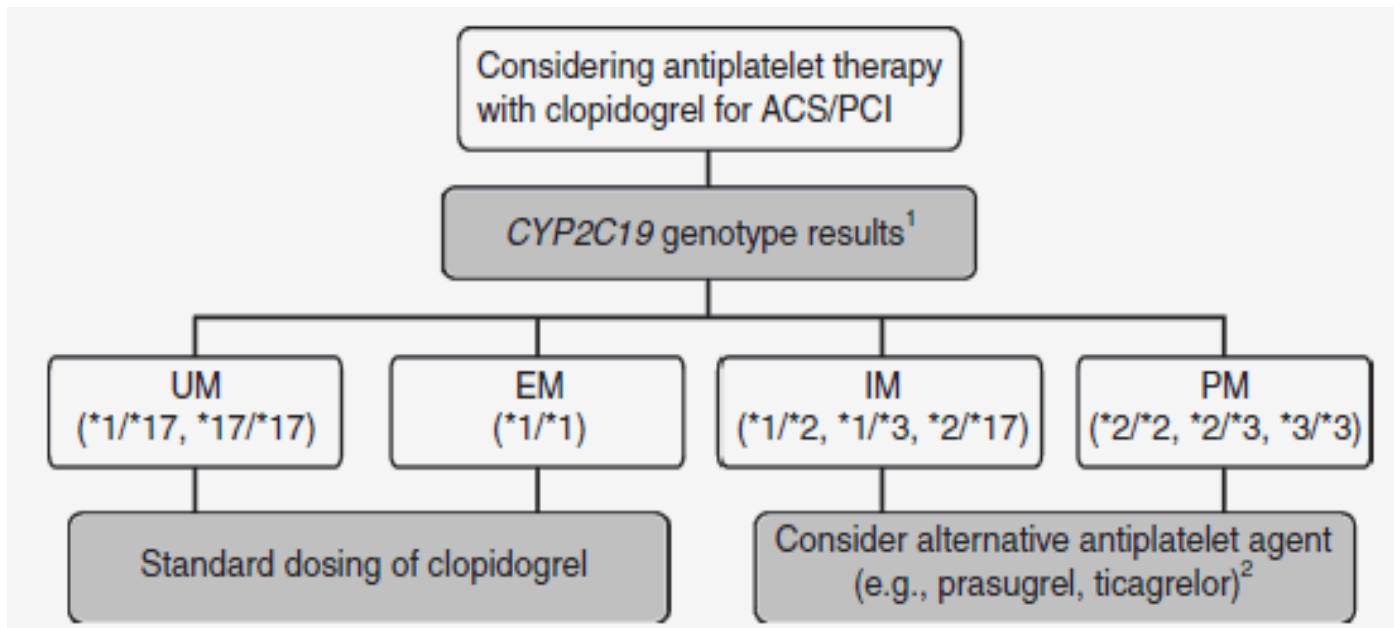 Considering antiplatelet therapy
with clopidogrel for ACS/PCI
CYP2C19 genotype results¹
UM
(*1/*17, *17/*17)
EM
(*1/*1)
IM
(*1/*2, *1/*3, *2/*17)
PM
(*2/*2, *2/*3, *3/*3)
Standard dosing of clopidogrel
Consider alternative antiplatelet agent
(e.g., prasugrel, ticagrelor)²